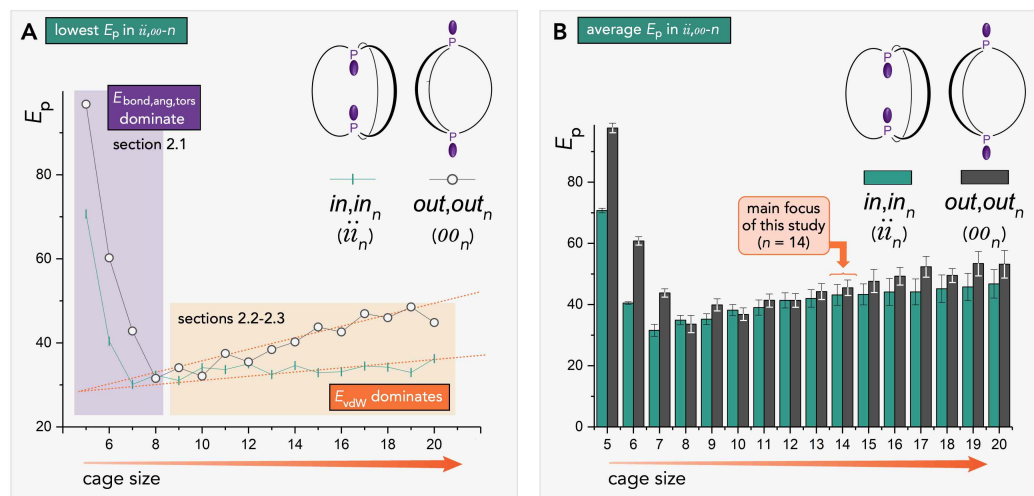 A
lowest Ep in ii,oo-n
Ep
Ebond,ang,tors
dominate
section 2.1
P
P
P
P
in,inn
(iin)
out,outn
(oon)
sections 2.2-2.3
EvdW dominates
80
60
40
20
6 8 10 12 14 16 18 20
cage size
B
average Ep in ii,oo-n
Ep
P
P
P
P
in,inn
(iin)
out,outn
(oon)
main focus
of this study
(n = 14)
80
60
40
20
0
5 6 7 8 9 10 11 12 13 14 15 16 17 18 19 20
cage size